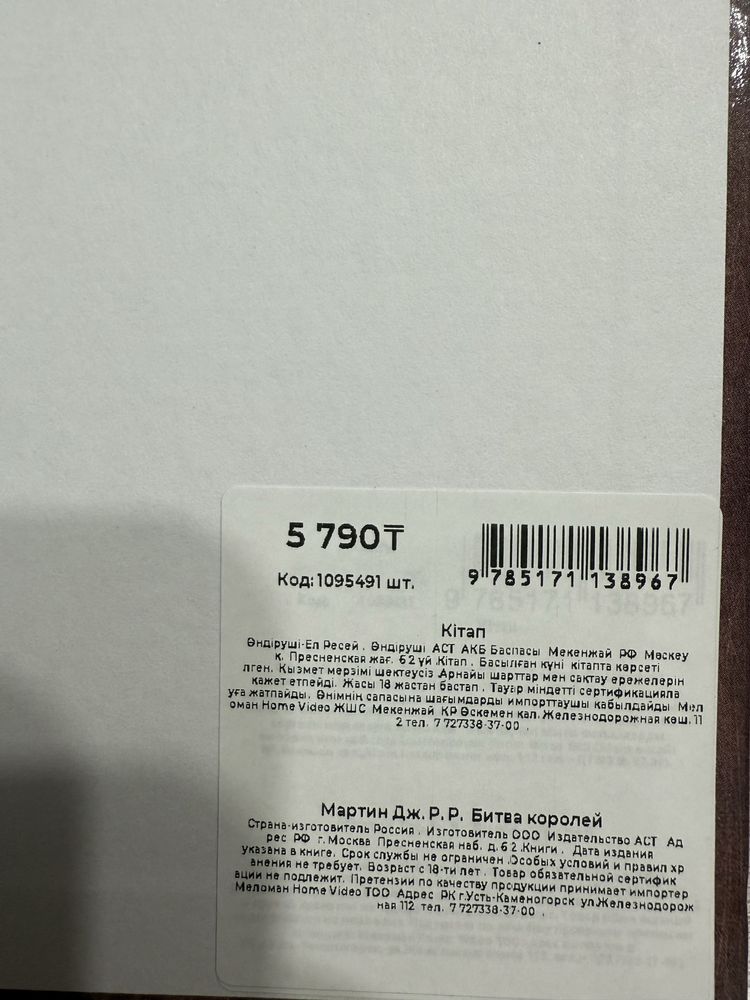 5 790₸
Код: 1095491 шт.
9 785171 138967
Кітап
Өндіруші-Ел Ресей . Өндіруші АСТ АКБ Баспасы Мекенжай РФ Мәскеу
к. Пресненская жағ. 6 2 үй .Кітап . Басылған күні кітапта көрсеті
лген. Қызмет мерзімі шектеусіз .Арнайы шарттар мен сақтау ережелерін
қажет етпейді. Жасы 18 жастан бастап . Тауар міндетті сертификацияла
уға жатпайды. Өнімнің сапасына шағымдарды импорттаушы қабылдайды Мел
оман Home Video ЖШС Мекенжай ҚР Өскемен қал. Железнодорожная көш. 11
2 тел. 7 727338-37-00 .
Мартин Дж. Р. Р. Битва королей
Страна-изготовитель Россия . Изготовитель ООО Издательство АСТ Ад
рес РФ г. Москва Пресненская наб. д. 6 2 .Книги . Дата издания
указана в книге. Срок службы не ограничен .Особых условий и правил хр
анения не требует. Возраст с 18-ти лет . Товар обязательной сертифик
ации не подлежит. Претензии по качеству продукции принимает импортер
Меломан Home Video ТОО Адрес РК г.Усть-Каменогорск ул.Железнодорож
ная 112 тел. 7 727338-37-00 .